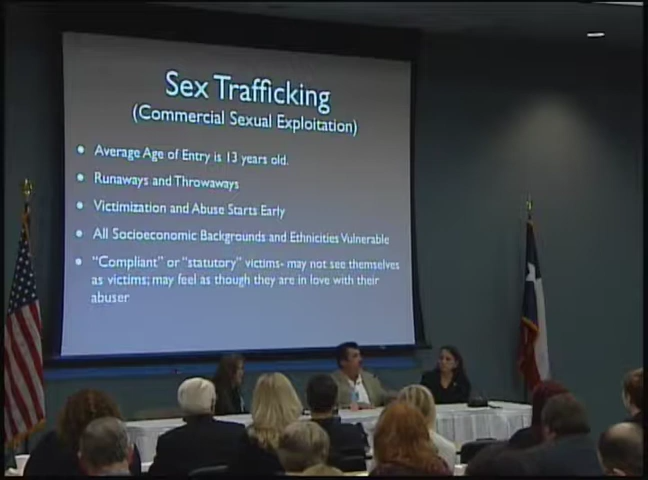 Sex Trafficking
(Commercial Sexual Exploitation)
• Average Age of Entry is 13 years old.
• Runaways and Throwaways
• Victimization and Abuse Starts Early
• All Socioeconomic Backgrounds and Ethnicities Vulnerable
• "Compliant" or "statutory" victims- may not see themselves
as victims; may feel as though they are in love with their
abuser